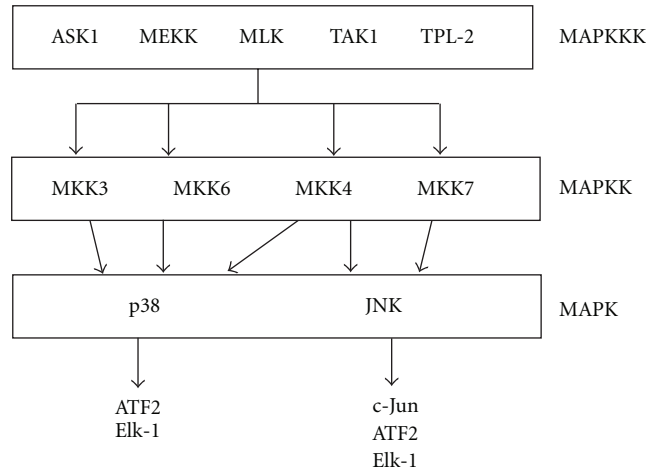 ASK1 MEKK MLK TAK1 TPL-2 MAPKKK
MKK3 MKK6 MKK4 MKK7 MAPKK
p38 JNK MAPK
ATF2
Elk-1
c-Jun
ATF2
Elk-1